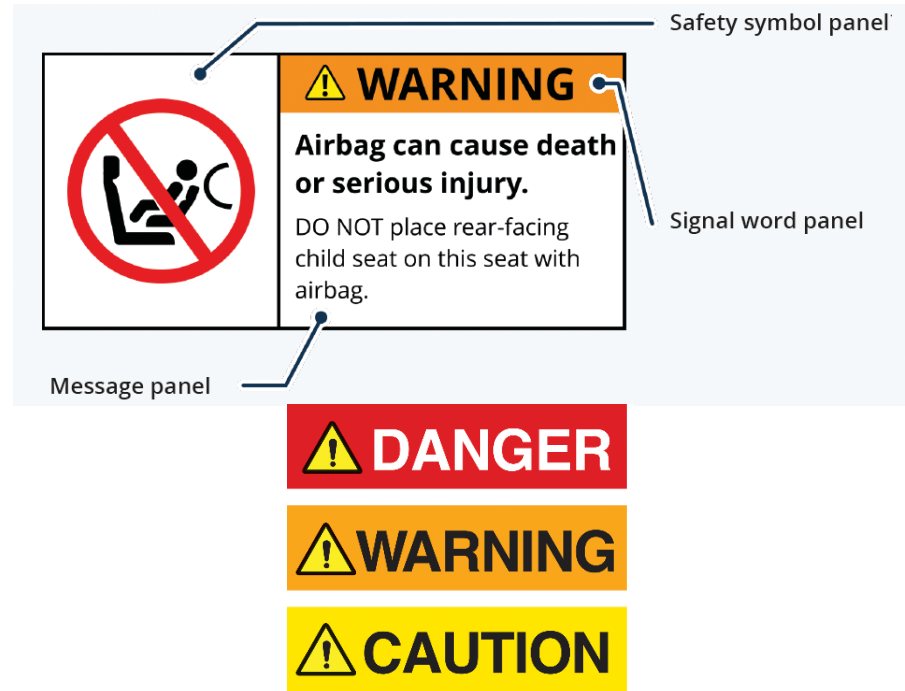 Safety symbol panel
WARNING
Airbag can cause death
or serious injury.
DO NOT place rear-facing
child seat on this seat with
airbag.
Signal word panel
Message panel
DANGER
WARNING
CAUTION